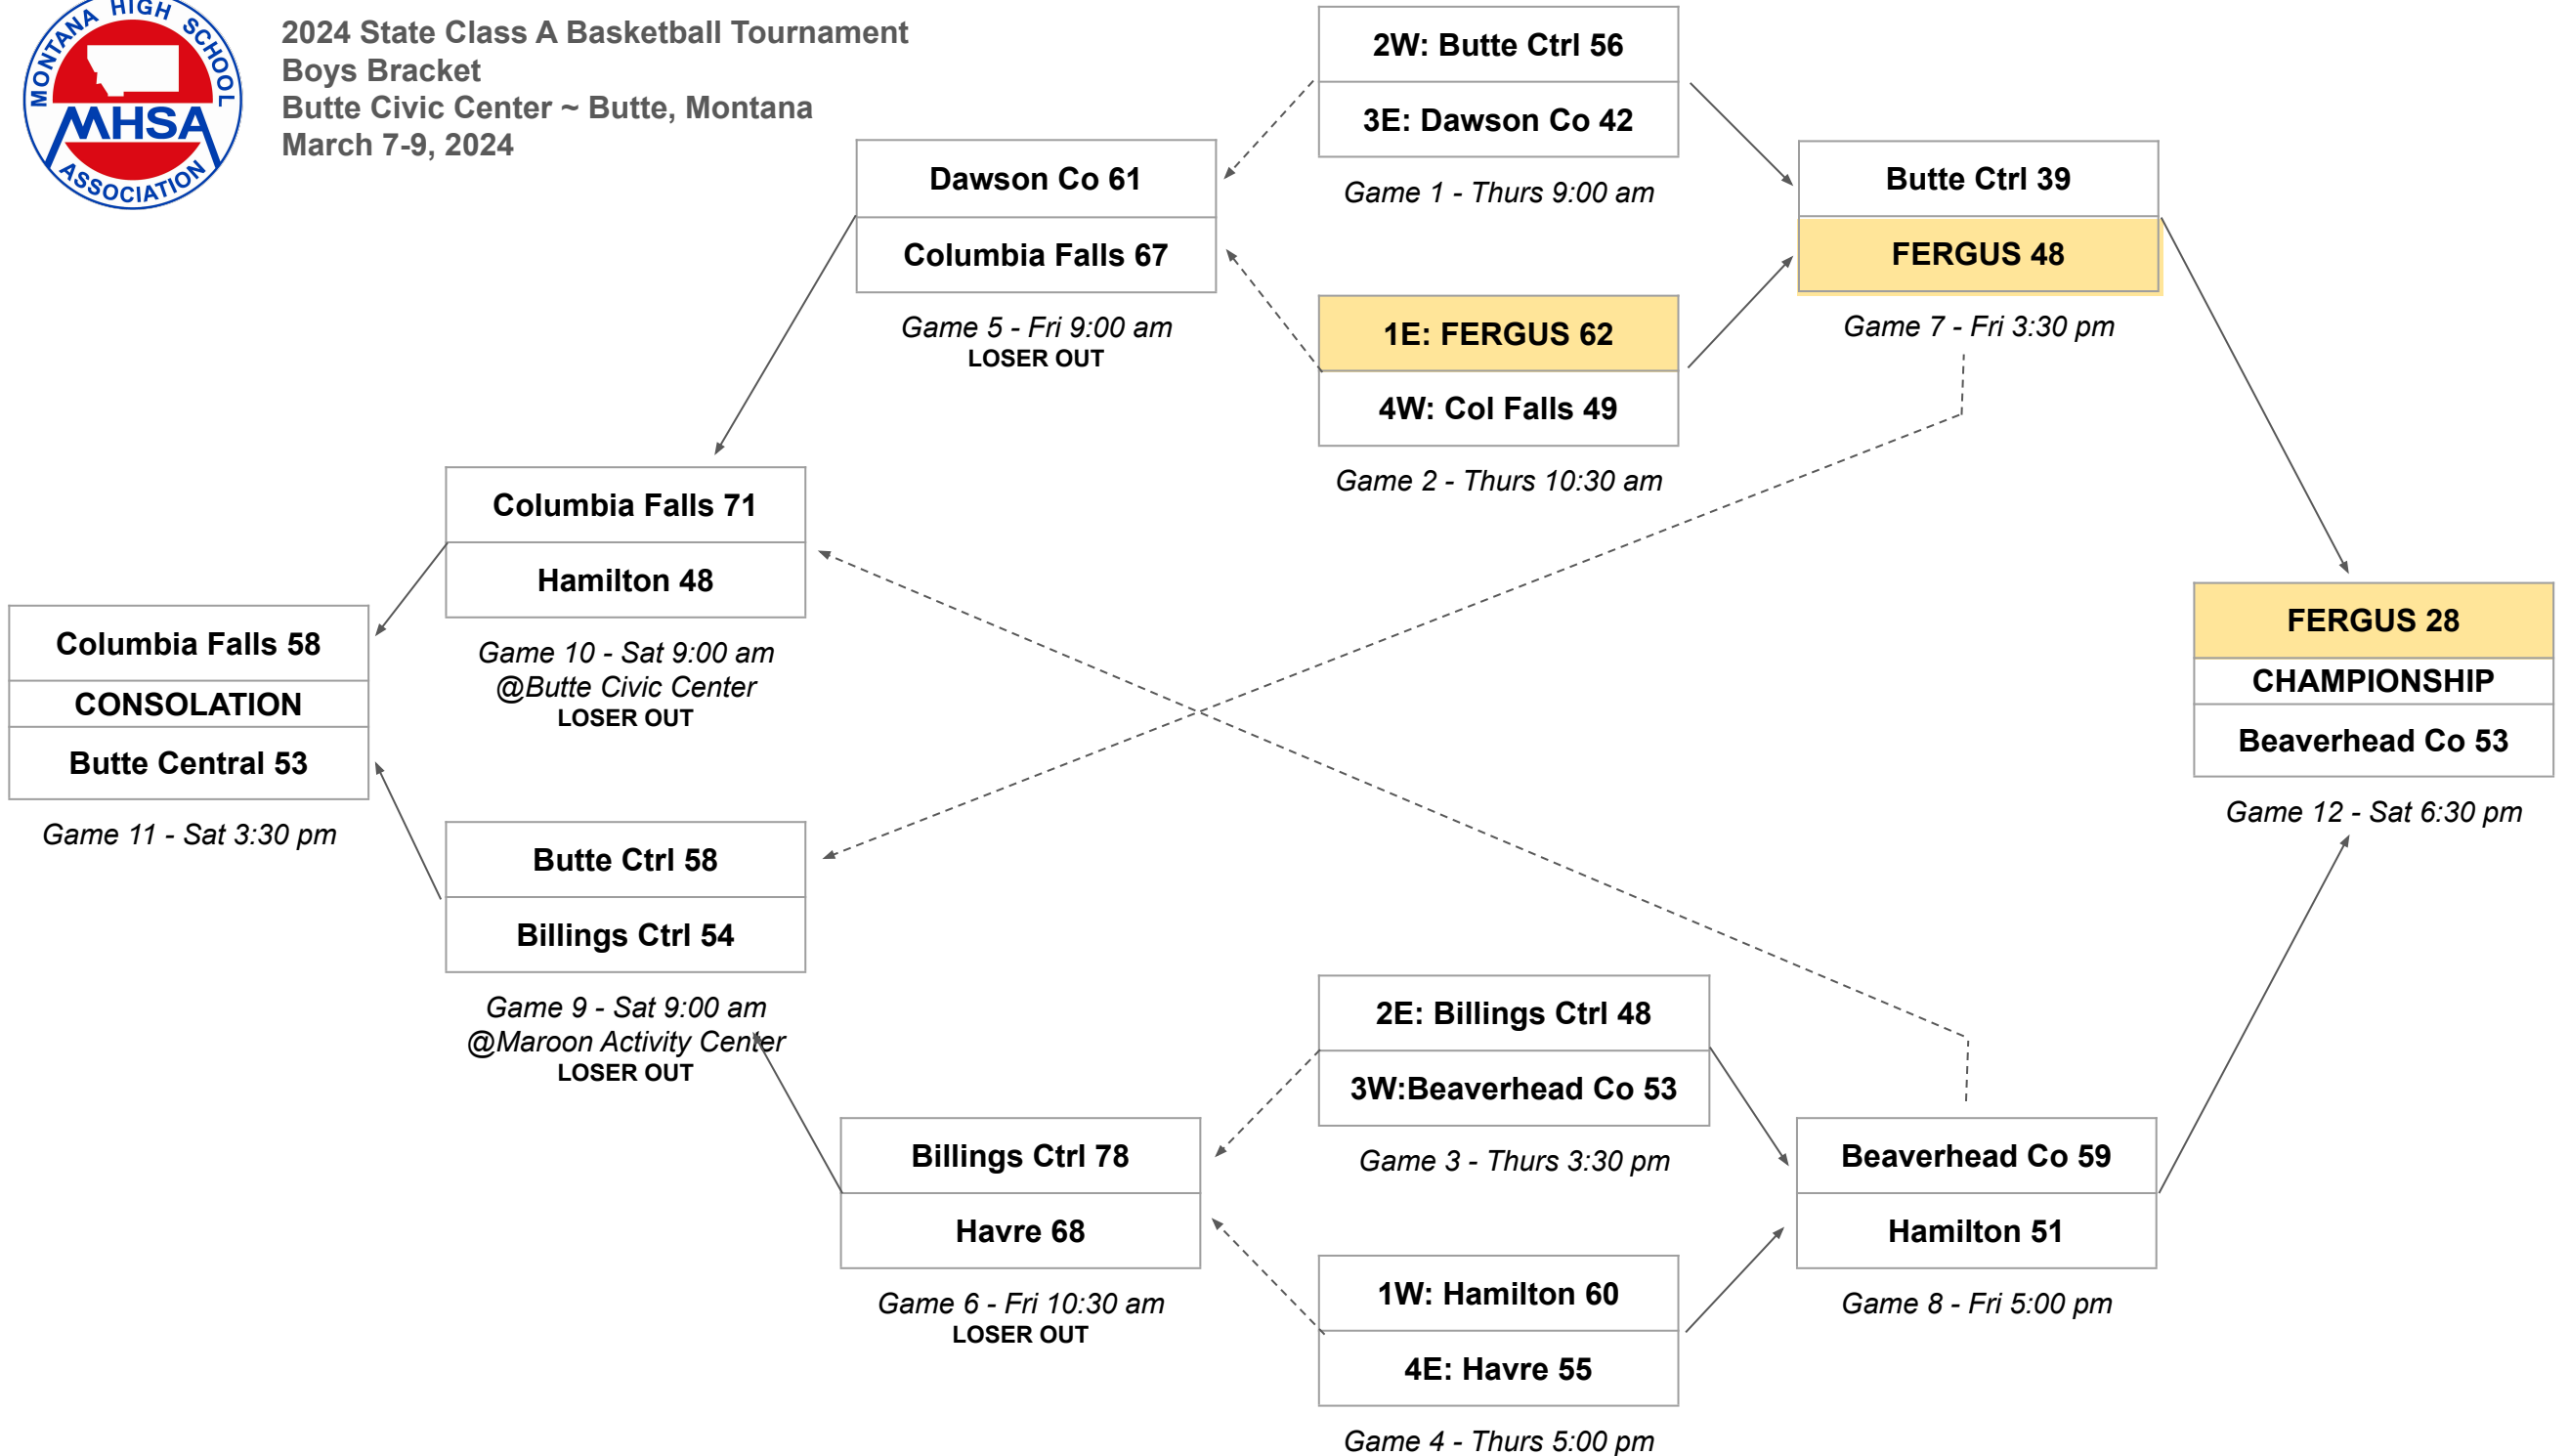 MONTANA HIGH SCHOOL
MHSA
ASSOCIATION
2024 State Class A Basketball Tournament
Boys Bracket
Butte Civic Center ~ Butte, Montana
March 7-9, 2024
2W: Butte Ctrl 56
3E: Dawson Co 42
Game 1 - Thurs 9:00 am
Dawson Co 61
Columbia Falls 67
Game 5 - Fri 9:00 am
LOSER OUT
Butte Ctrl 39
FERGUS 48
Game 7 - Fri 3:30 pm
1E: FERGUS 62
4W: Col Falls 49
Game 2 - Thurs 10:30 am
Columbia Falls 71
Hamilton 48
Game 10 - Sat 9:00 am
@Butte Civic Center
LOSER OUT
Columbia Falls 58
CONSOLATION
Butte Central 53
Game 11 - Sat 3:30 pm
FERGUS 28
CHAMPIONSHIP
Beaverhead Co 53
Game 12 - Sat 6:30 pm
Butte Ctrl 58
Billings Ctrl 54
Game 9 - Sat 9:00 am
@Maroon Activity Center
LOSER OUT
2E: Billings Ctrl 48
3W:Beaverhead Co 53
Game 3 - Thurs 3:30 pm
Billings Ctrl 78
Havre 68
Game 6 - Fri 10:30 am
LOSER OUT
Beaverhead Co 59
Hamilton 51
Game 8 - Fri 5:00 pm
1W: Hamilton 60
4E: Havre 55
Game 4 - Thurs 5:00 pm